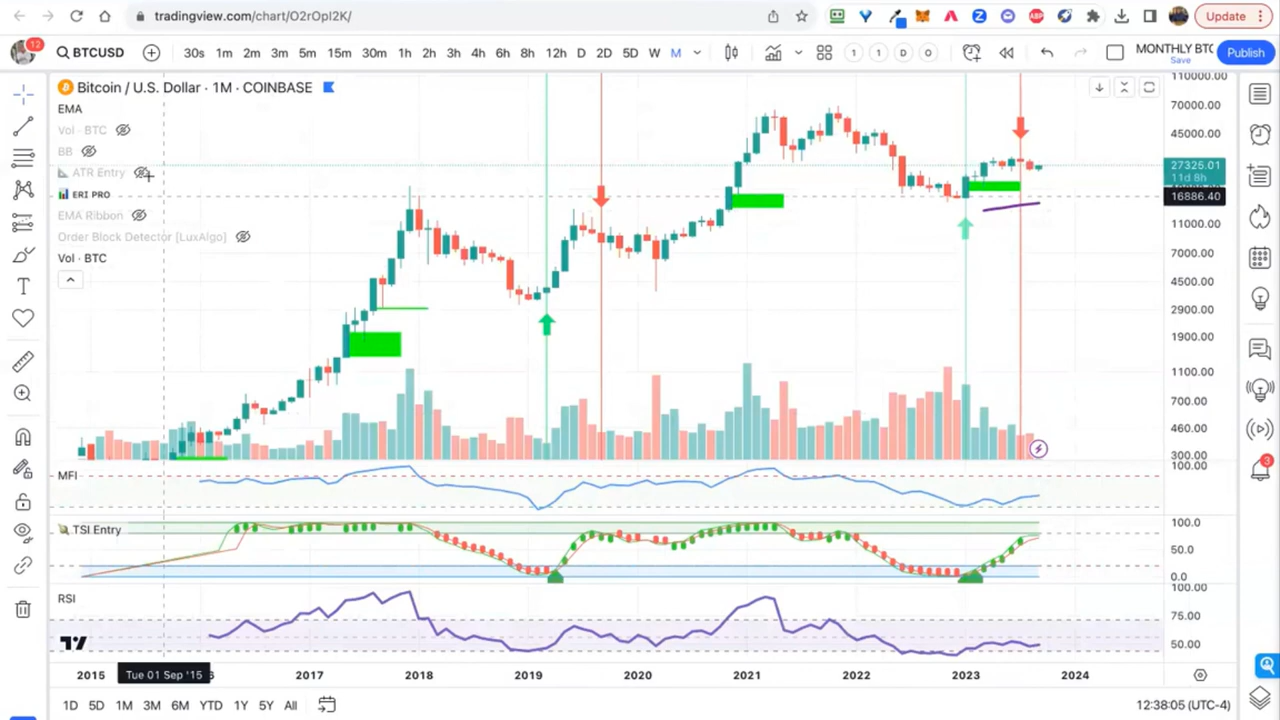 tradingview.com/chart/O2rOpI2K/
Update
12
BTCUSD 30s 1m 2m 3m 5m 15m 30m 1h 2h 3h 4h 6h 8h 12h D 2D 5D W M 1 1 D O MONTHLY BTC Publish
Save
Bitcoin / U.S. Dollar · 1M · COINBASE
EMA
Vol · BTC
BB
ATR Entry
ERI PRO
EMA Ribbon
Order Block Detector [LuxAlgo]
Vol · BTC
110000.00
70000.00
45000.00
27325.01
11d 8h
16886.40
11000.00
7000.00
4500.00
2900.00
1900.00
1100.00
700.00
460.00
300.00
MFI
100.00
TSI Entry
100.0
50.0
0.0
RSI
100.00
75.00
50.00
3
2015 Tue 01 Sep '15 6 2017 2018 2019 2020 2021 2022 2023 2024
1D 5D 1M 3M 6M YTD 1Y 5Y All 12:38:05 (UTC-4)